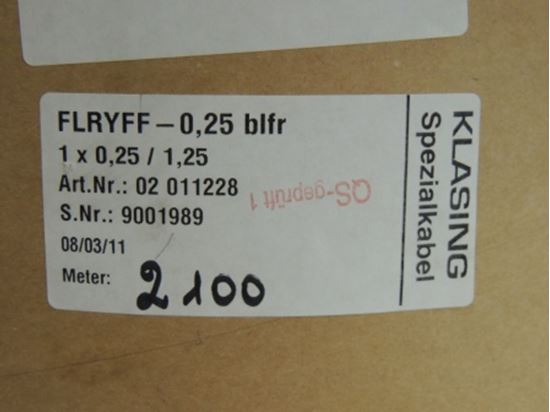 FLRYFF – 0,25 blfr
1 x 0,25 / 1,25
Art.Nr.: 02 011228
S.Nr.: 9001989
08/03/11
Meter: 2100
QS-geprüft 1
KLASING
Spezialkabel